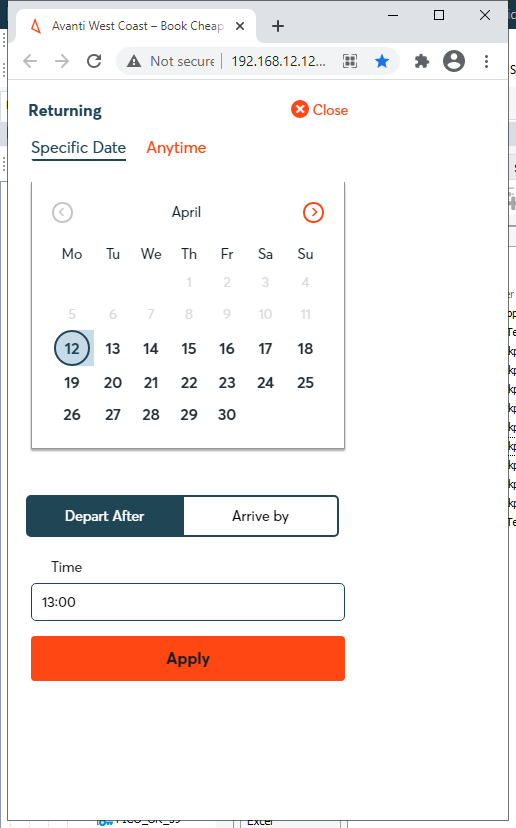 Avanti West Coast – Book Cheap
Not secure
192.168.12.12...
Returning
Close
Specific Date
Anytime
April
Mo Tu We Th Fr Sa Su
1 2 3 4
5 6 7 8 9 10 11
12 13 14 15 16 17 18
19 20 21 22 23 24 25
26 27 28 29 30
Depart After
Arrive by
Time
13:00
Apply
Excel